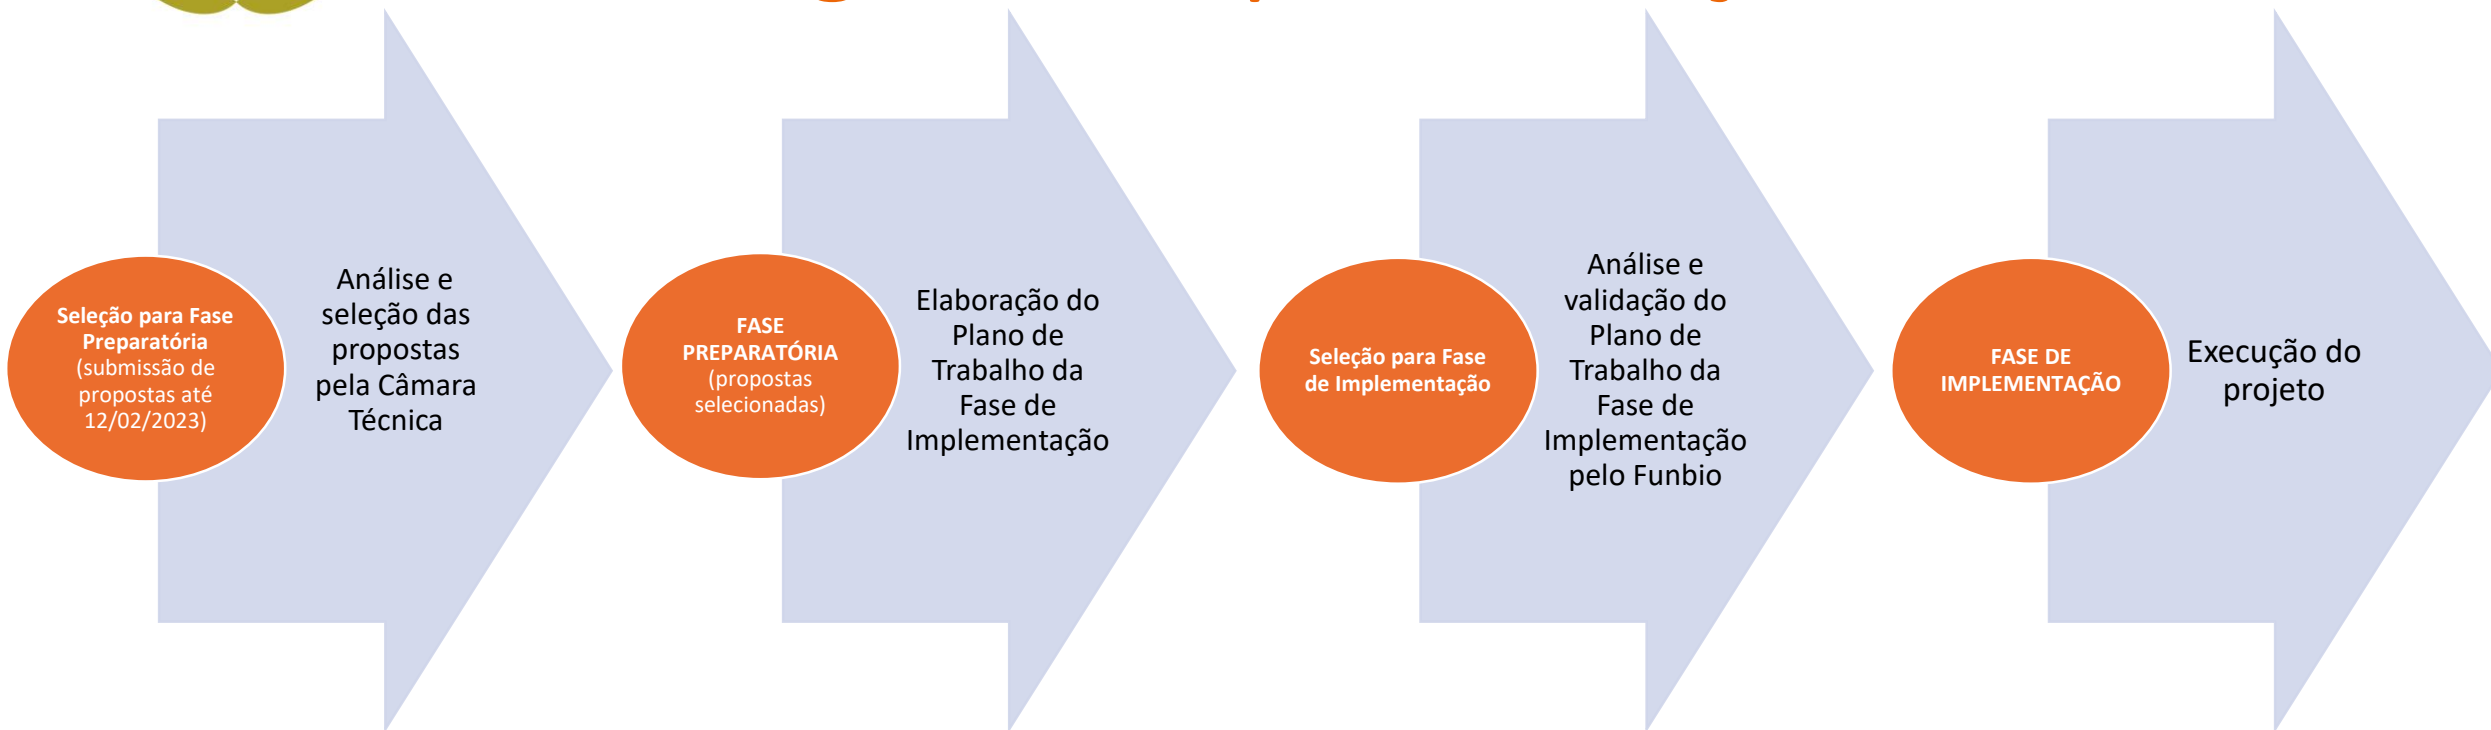 Seleção para Fase
Preparatória
(submissão de
propostas até
12/02/2023)
Análise e
seleção das
propostas
pela Câmara
Técnica
FASE
PREPARATÓRIA
(propostas
selecionadas)
Elaboração do
Plano de
Trabalho da
Fase de
Implementação
Seleção para Fase
de Implementação
Análise e
validação do
Plano de
Trabalho da
Fase de
Implementação
pelo Funbio
FASE DE
IMPLEMENTAÇÃO
Execução do
projeto